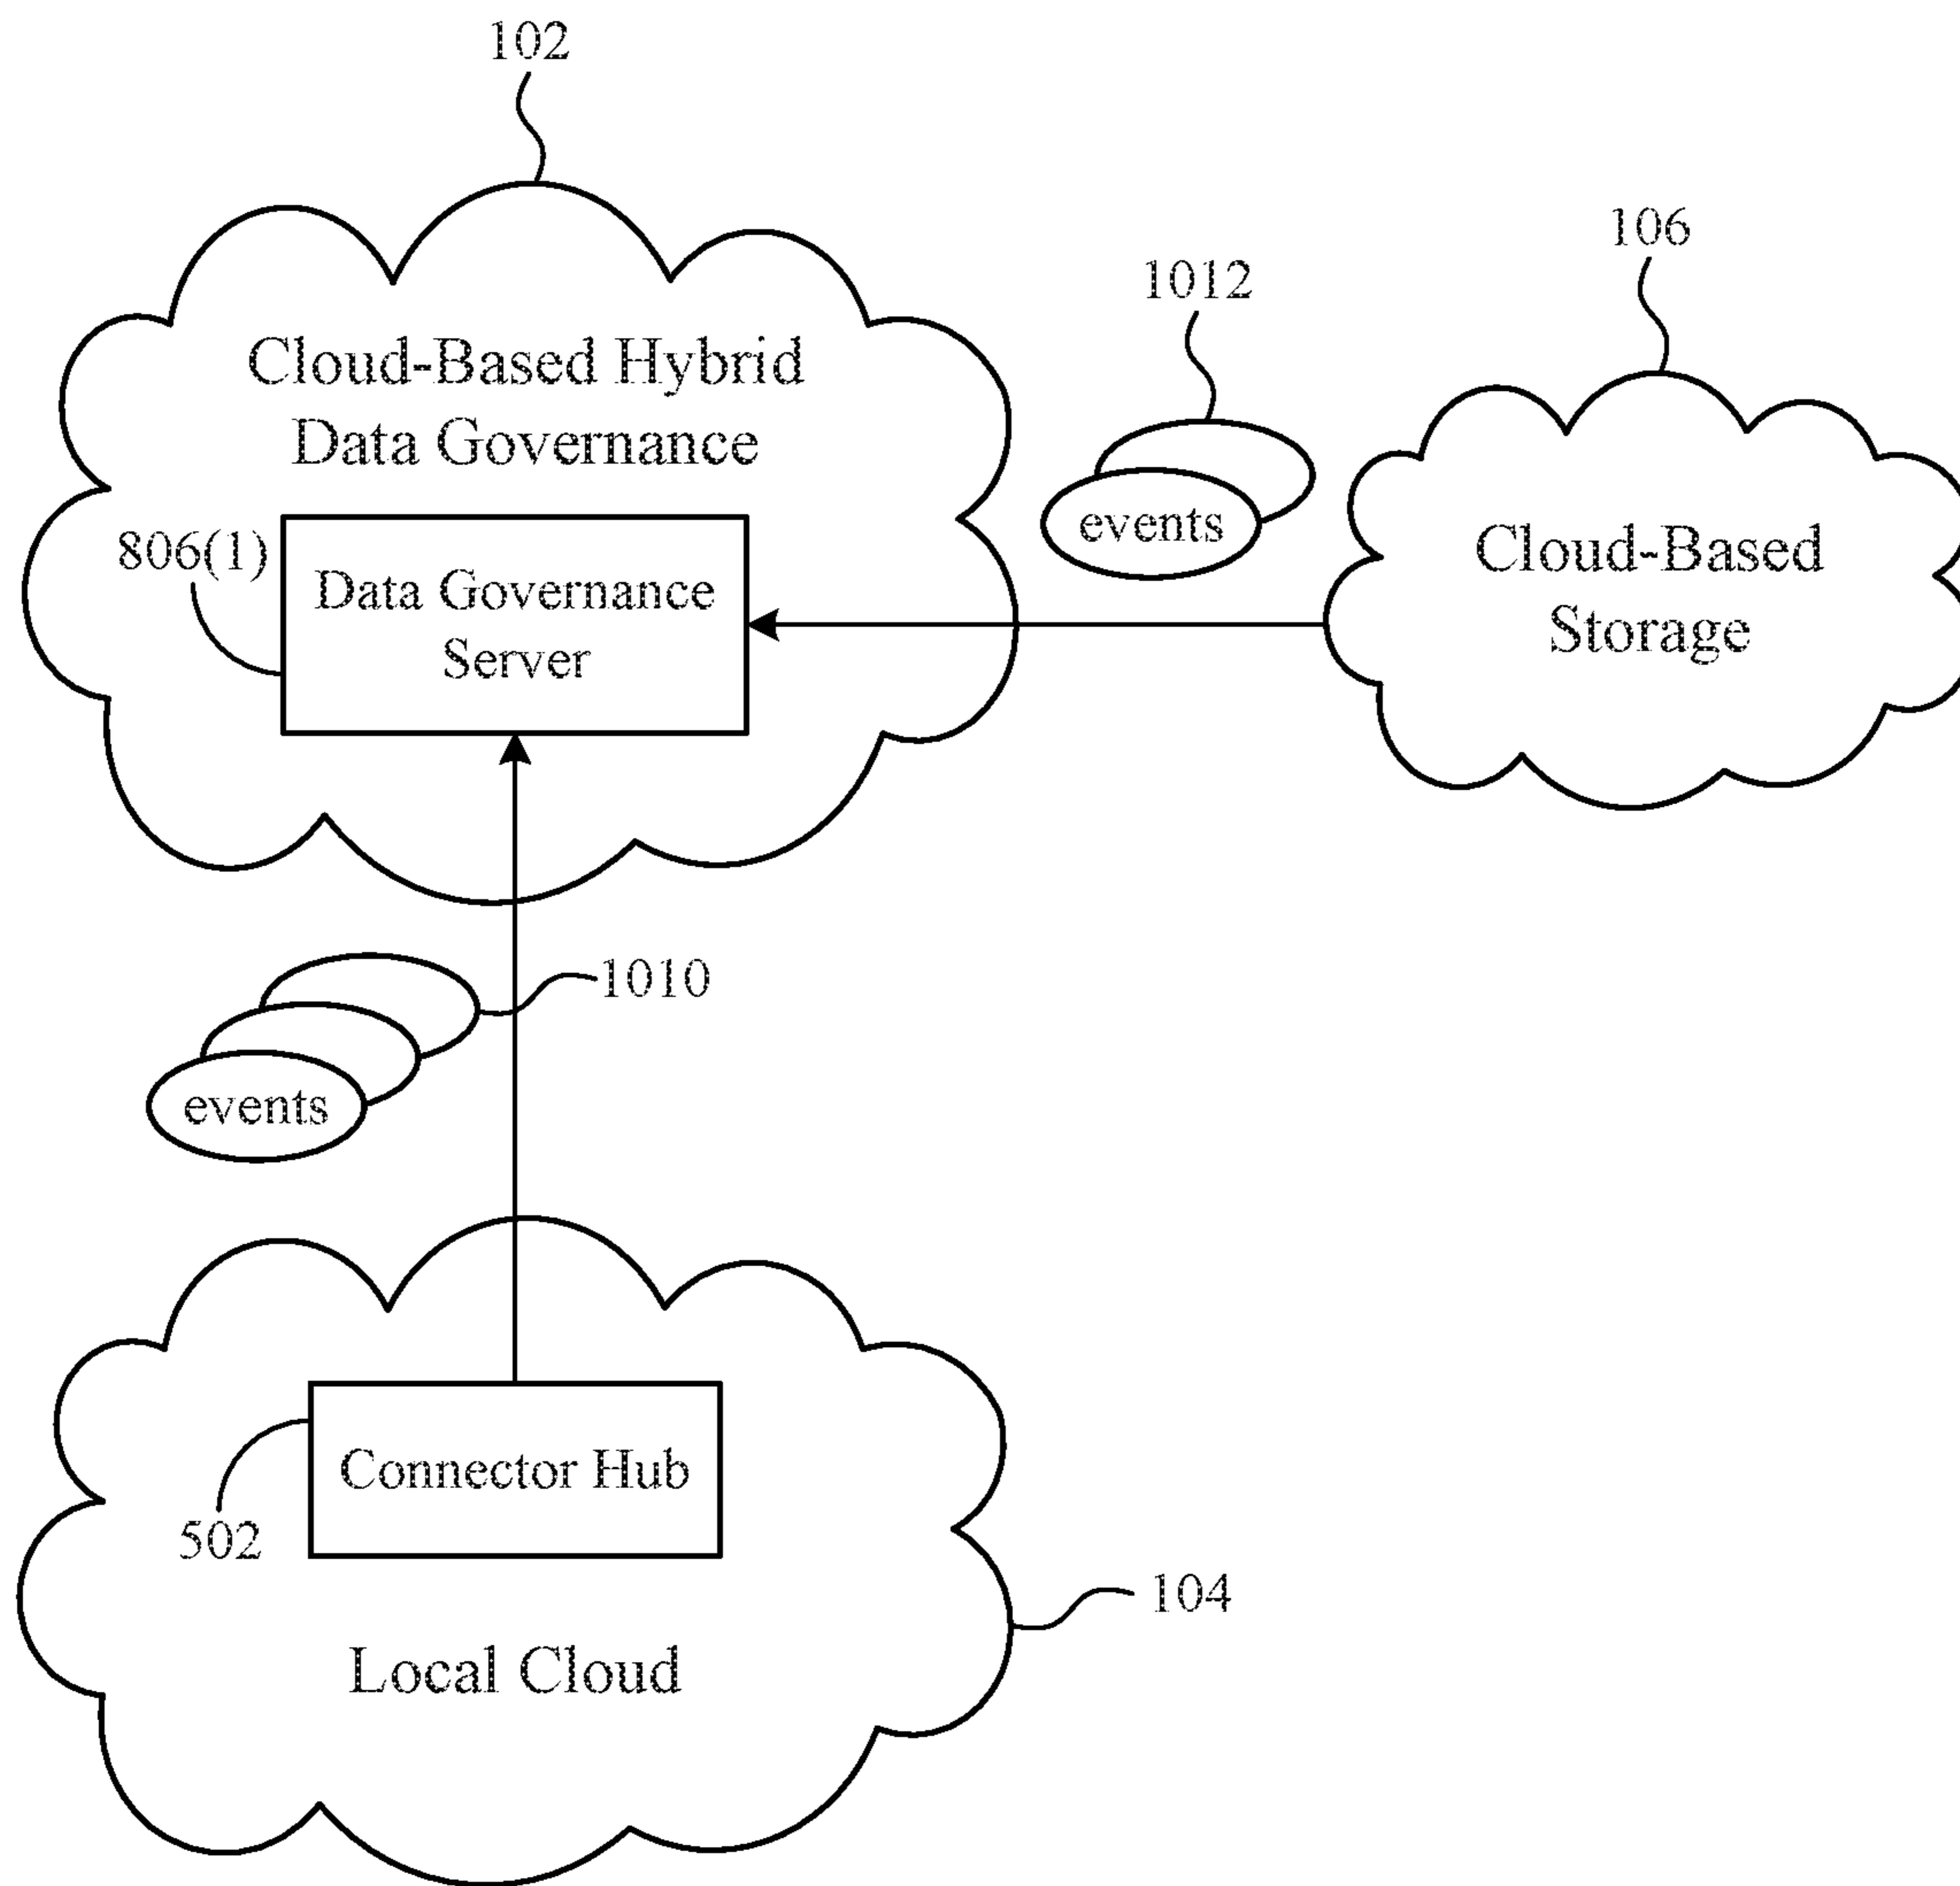 102
106
1012
Cloud-Based Hybrid
Data Governance
events
Cloud-Based
Storage
806(1)
Data Governance
Server
1010
events
Connector Hub
502
104
Local Cloud